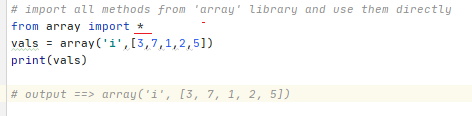 # import all methods from 'array' library and use them directly
from array import *
vals = array('i',[3,7,1,2,5])
print(vals)
# output ==> array('i', [3, 7, 1, 2, 5])